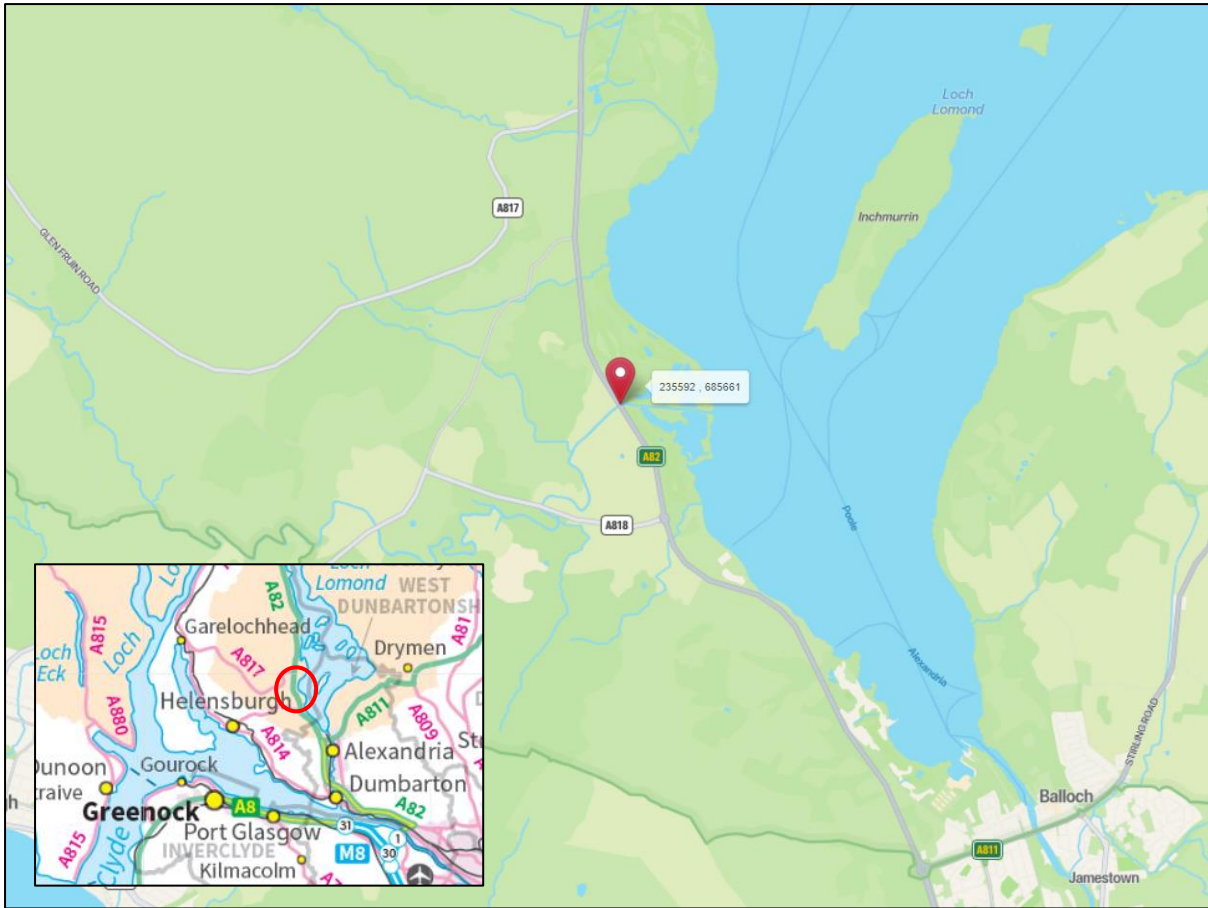 Loch
Lomond
A817
Inchmurrin
GLEN FRUIN ROAD
235592 , 685661
A82
Poole
A818
Alexandria
STIRLING ROAD
Balloch
A811
Jamestown
A82
Loch
Lomond
WEST
DUNBARTONSH
A815
Loch
Garelochhead
A81
Drymen
och
Eck
A817
Helensburgh
A811
A880
A814
A809
Alexandria
Gourock
Dunoon
Dumbarton
traive
Greenock
A8
A82
Port Glasgow
31
1
A815
INVERCLYDE
M8
30
Clyde
Kilmacolm